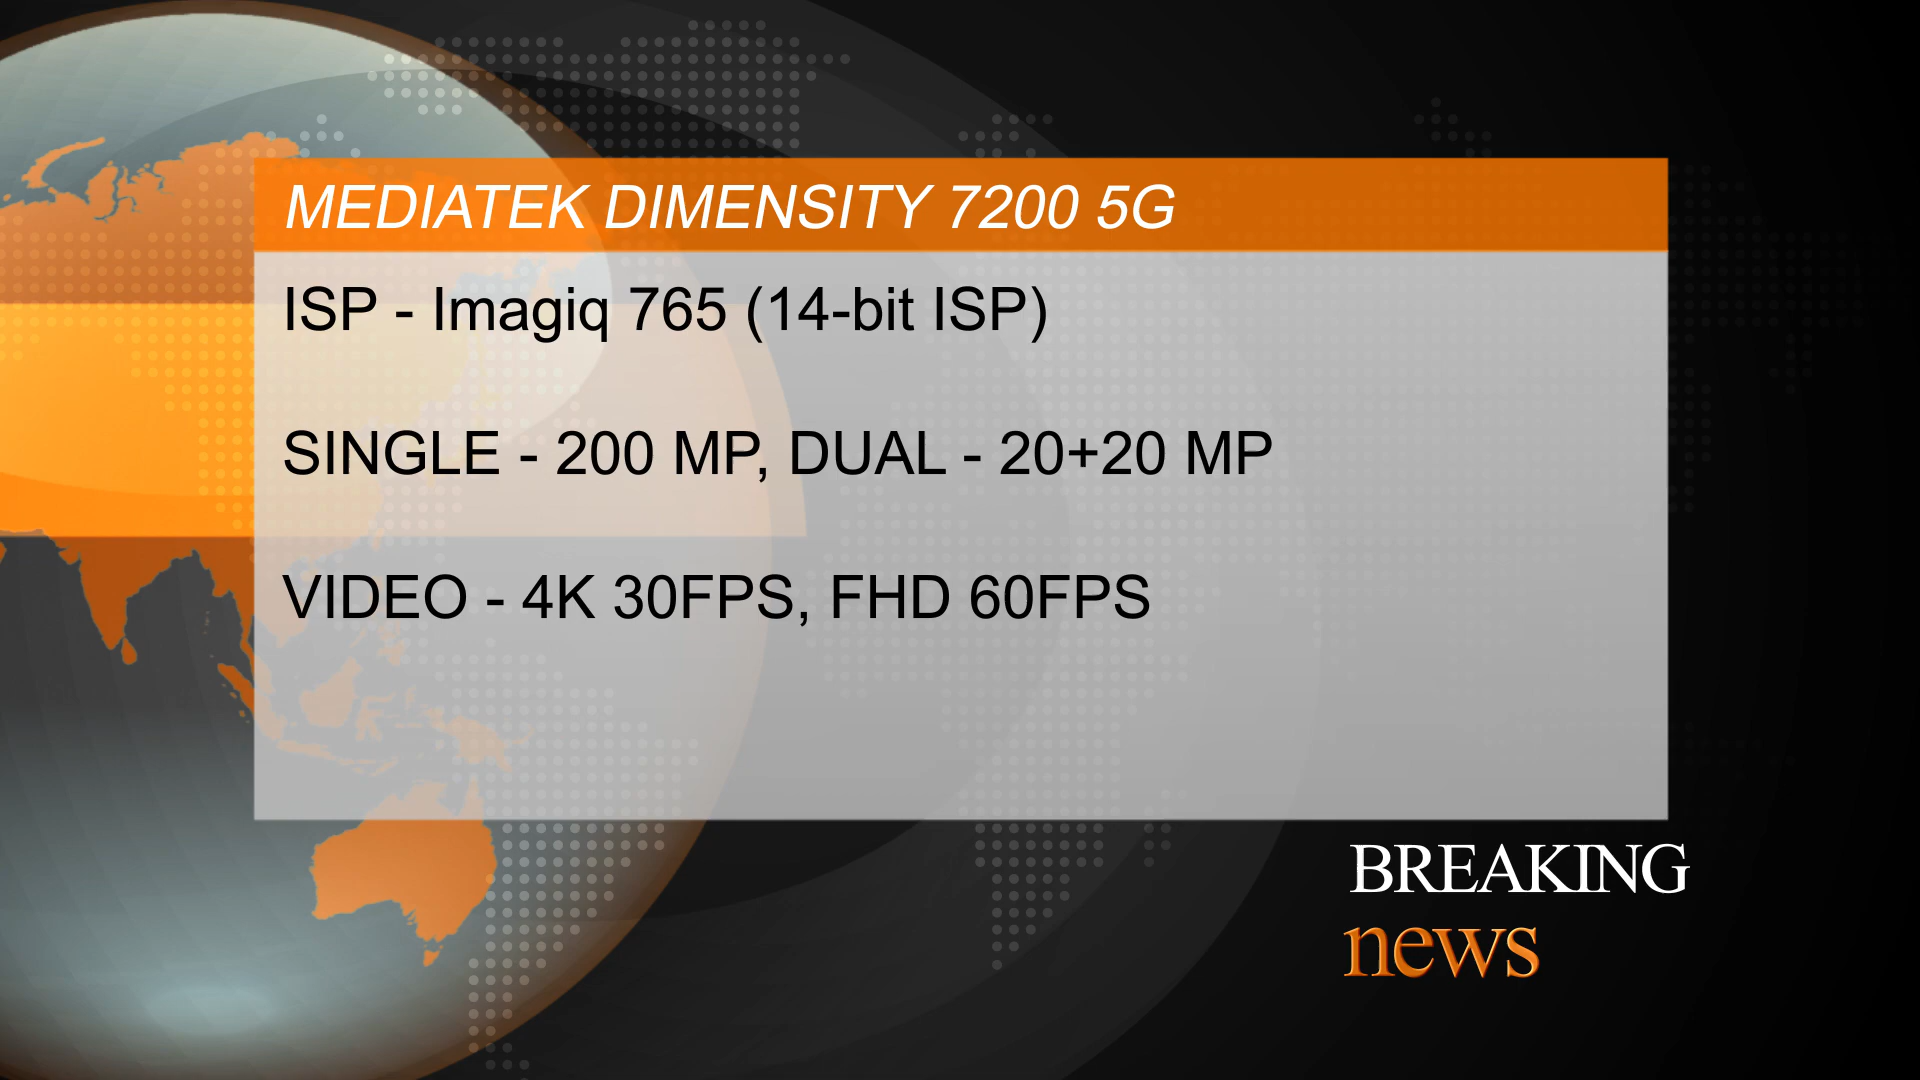 MEDIATEK DIMENSITY 7200 5G
ISP - Imagiq 765 (14-bit ISP)
SINGLE - 200 MP, DUAL - 20+20 MP
VIDEO - 4K 30FPS, FHD 60FPS
BREAKING
news